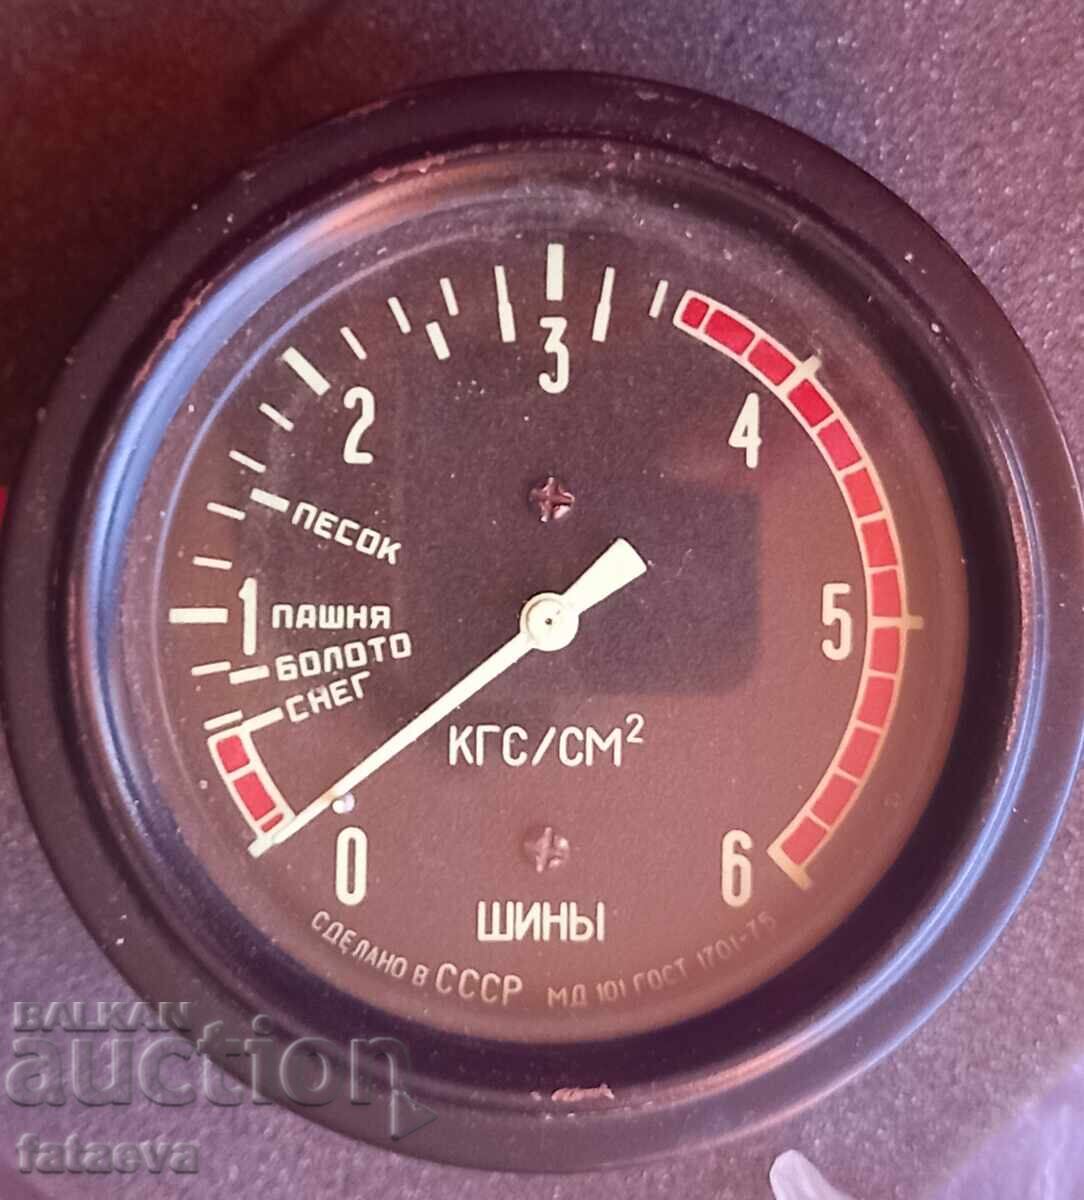 3
2
4
ПЕСОК
1 ПАШНЯ
БОЛОТО
СНЕГ
5
КГС/СМ²
0
6
ШИНЫ
СДЕЛАНО В СССР МД 101 ГОСТ 1701-75
BALKAN
auction
fataeva